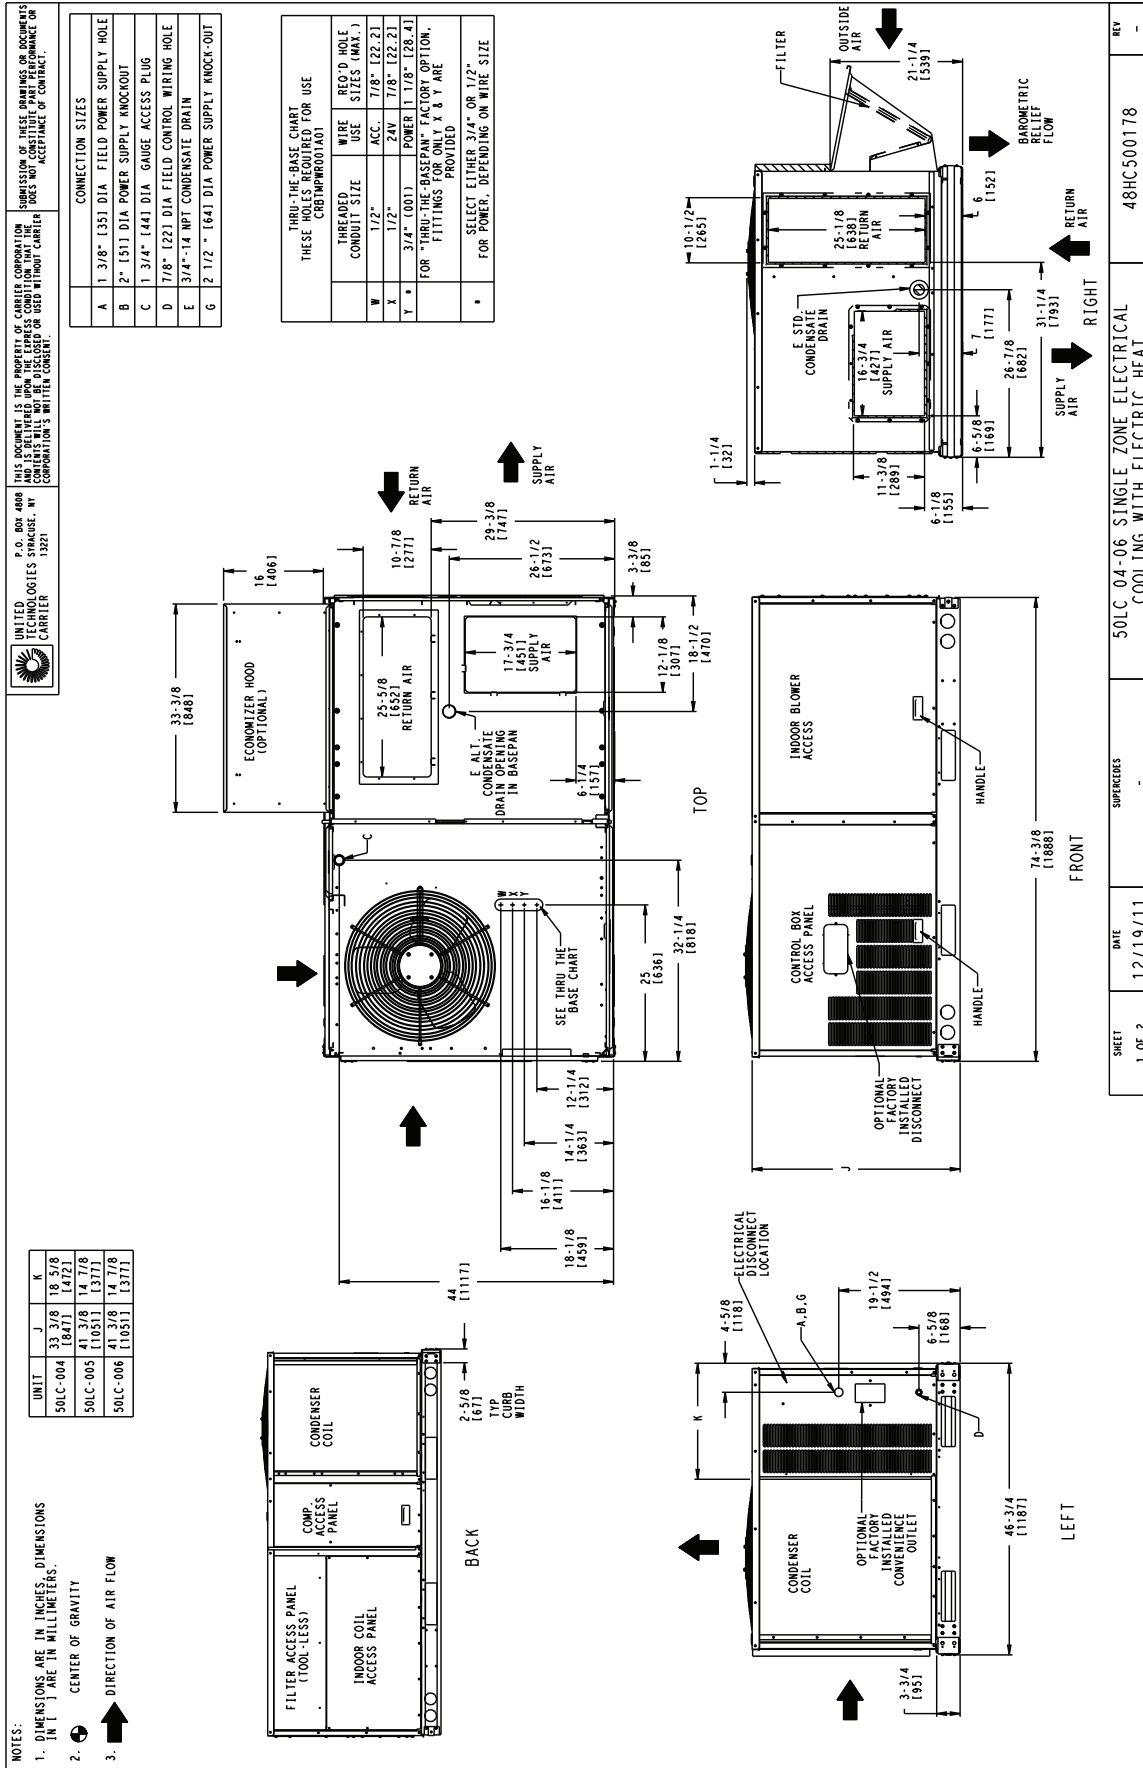 NOTES:
1. DIMENSIONS ARE IN INCHES, DIMENSIONS
IN [ ] ARE IN MILLIMETERS.
2. CENTER OF GRAVITY
3. DIRECTION OF AIR FLOW
UNIT J K
50LC-004 33 3/8 [847] 18 5/8 [472]
50LC-005 41 3/8 [1051] 14 7/8 [377]
50LC-006 41 3/8 [1051] 14 7/8 [377]
UNITED
TECHNOLOGIES
CARRIER
P.O. BOX 4808
SYRACUSE, NY
13221
THIS DOCUMENT IS THE PROPERTY OF CARRIER CORPORATION
AND IS DELIVERED UPON THE EXPRESS CONDITION THAT THE
CONTENTS WILL NOT BE DISCLOSED OR USED WITHOUT CARRIER
CORPORATION'S WRITTEN CONSENT.
SUBMISSION OF THESE DRAWINGS OR DOCUMENTS
DOES NOT CONSTITUTE PART PERFORMANCE OR
ACCEPTANCE OF CONTRACT.
CONNECTION SIZES
A 1 3/8" [35] DIA FIELD POWER SUPPLY HOLE
B 2" [51] DIA POWER SUPPLY KNOCKOUT
C 1 3/4" [44] DIA GAUGE ACCESS PLUG
D 7/8" [22] DIA FIELD CONTROL WIRING HOLE
E 3/4"-14 NPT CONDENSATE DRAIN
G 2 1/2 " [64] DIA POWER SUPPLY KNOCK-OUT
THRU-THE-BASE CHART
THESE HOLES REQUIRED FOR USE
CRBTMPWR001A01
THREADED
CONDUIT SIZE
WIRE
USE
REQ'D HOLE
SIZES (MAX.)
W 1/2" ACC. 7/8" [22.2]
X 1/2" 24V 7/8" [22.2]
Y * 3/4" (001) POWER 1 1/8" [28.4]
FOR "THRU-THE-BASEPAN" FACTORY OPTION,
FITTINGS FOR ONLY X & Y ARE
PROVIDED
* SELECT EITHER 3/4" OR 1/2"
FOR POWER, DEPENDING ON WIRE SIZE
FILTER ACCESS PANEL
(TOOL-LESS)
INDOOR COIL
ACCESS PANEL
COMP.
ACCESS
PANEL
CONDENSER
COIL
2-5/8
[67]
TYP
CURB
WIDTH
BACK
33-3/8
[848]
16
[406]
ECONOMIZER HOOD
(OPTIONAL)
C
W
X
Y
SEE THRU THE
BASE CHART
25-5/8
[652]
RETURN AIR
E ALT.
CONDENSATE
DRAIN OPENING
IN BASEPAN
17-3/4
[451]
SUPPLY
AIR
6-1/4
[157]
10-7/8
[277]
RETURN
AIR
29-3/8
[747]
26-1/2
[673]
SUPPLY
AIR
3-3/8
[85]
12-1/8
[307]
18-1/2
[470]
25
[636]
32-1/4
[818]
12-1/4
[312]
14-1/4
[363]
16-1/8
[411]
18-1/8
[459]
44
[1117]
TOP
CONDENSER
COIL
OPTIONAL
FACTORY
INSTALLED
CONVENIENCE
OUTLET
K
4-5/8
[118]
ELECTRICAL
DISCONNECT
LOCATION
A,B,G
19-1/2
[494]
6-5/8
[168]
D
3-3/4
[95]
46-3/4
[1187]
LEFT
J
OPTIONAL
FACTORY
INSTALLED
DISCONNECT
CONTROL BOX
ACCESS PANEL
HANDLE
INDOOR BLOWER
ACCESS
HANDLE
74-3/8
[1888]
FRONT
1-1/4
[32]
10-1/2
[265]
FILTER
OUTSIDE
AIR
21-1/4
[539]
BAROMETRIC
RELIEF
FLOW
25-1/8
[638]
RETURN
AIR
6
[152]
E STD.
CONDENSATE
DRAIN
16-3/4
[427]
SUPPLY AIR
11-3/8
[289]
6-1/8
[155]
6-5/8
[169]
7
[177]
26-7/8
[682]
31-1/4
[793]
RETURN
AIR
SUPPLY
AIR
RIGHT
SHEET
1 OF 2
DATE
12/19/11
SUPERCEDES
-
50LC 04-06 SINGLE ZONE ELECTRICAL
COOLING WITH ELECTRIC HEAT
48HC500178
REV
-